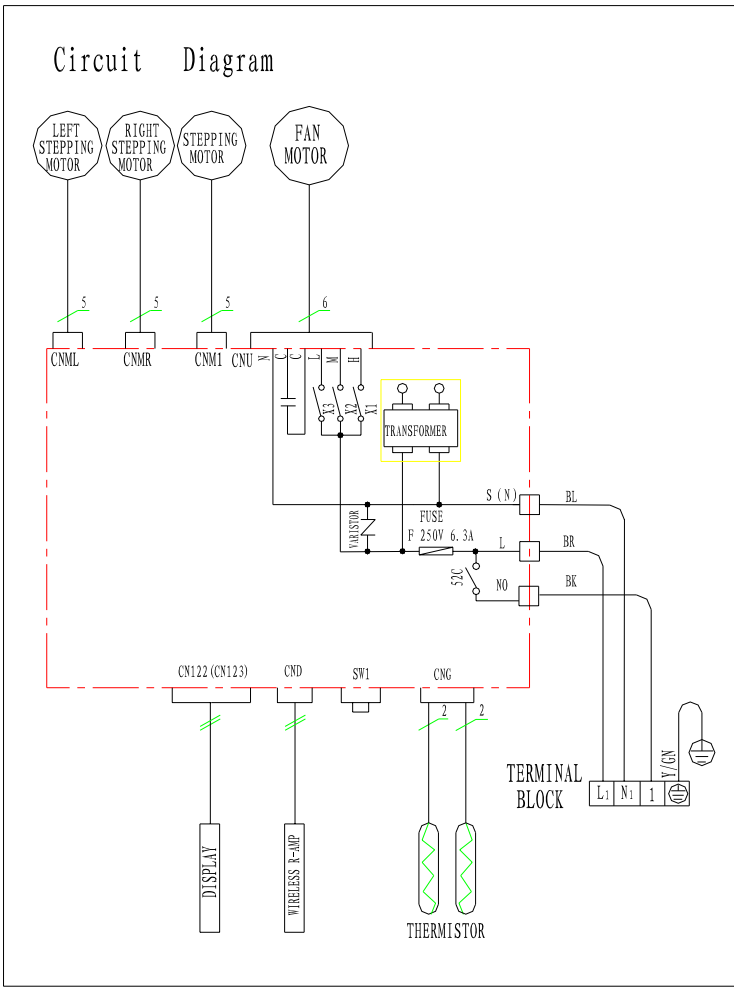 Circuit Diagram
LEFT
STEPPING
MOTOR
RIGHT
STEPPING
MOTOR
STEPPING
MOTOR
FAN
MOTOR
5
5
5
6
CNML
CNMR
CNM1
CNU
N
C
C
L
M
H
X3
X2
X1
TRANSFORMER
S(N)
BL
VARISTOR
FUSE
F 250V 6.3A
L
BR
52C
NO
BK
CN122(CN123)
CND
SW1
CNG
2
2
Y/GN
TERMINAL
BLOCK
L1
N1
1
DISPLAY
WIRELESS R-AMP
THERMISTOR